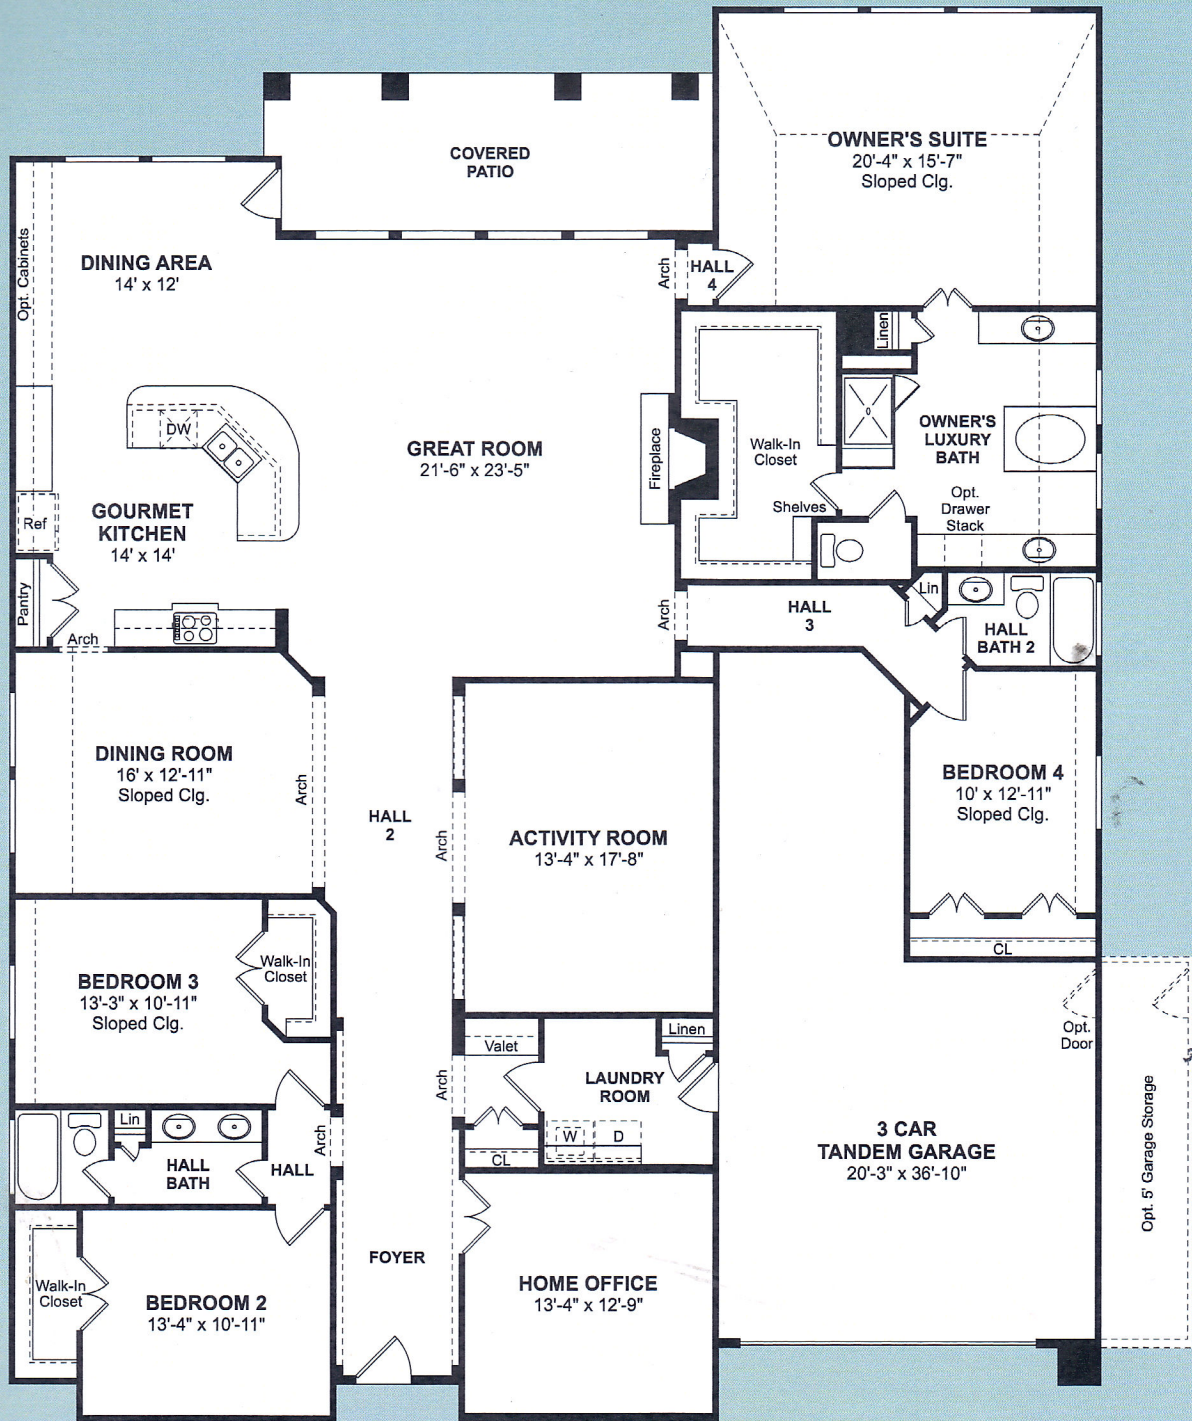 OWNER'S SUITE
20'-4" x 15'-7"
Sloped Clg.
COVERED
PATIO
DINING AREA
14' x 12'
Opt. Cabinets
Arch
HALL
4
Linen
OWNER'S
LUXURY
BATH
Walk-In
Closet
Shelves
Opt.
Drawer
Stack
Fireplace
GREAT ROOM
21'-6" x 23'-5"
DW
GOURMET
KITCHEN
14' x 14'
Ref
Pantry
Arch
Arch
HALL
3
Lin
HALL
BATH 2
DINING ROOM
16' x 12'-11"
Sloped Clg.
Arch
HALL
2
Arch
ACTIVITY ROOM
13'-4" x 17'-8"
BEDROOM 4
10' x 12'-11"
Sloped Clg.
CL
BEDROOM 3
13'-3" x 10'-11"
Sloped Clg.
Walk-In
Closet
Valet
Linen
Arch
LAUNDRY
ROOM
W
D
CL
Opt.
Door
Opt. 5' Garage Storage
3 CAR
TANDEM GARAGE
20'-3" x 36'-10"
Lin
HALL
BATH
HALL
Arch
FOYER
HOME OFFICE
13'-4" x 12'-9"
Walk-In
Closet
BEDROOM 2
13'-4" x 10'-11"